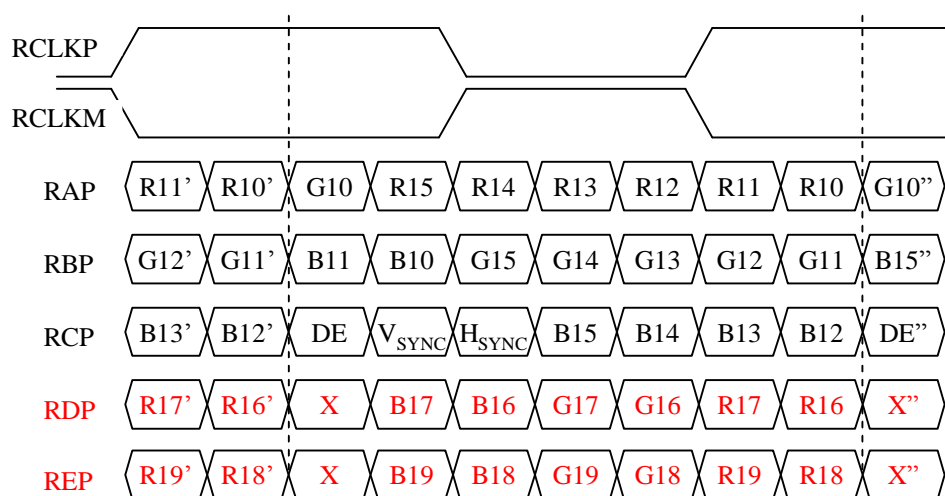 RCLKP
RCLKM
RAP R11’ R10’ G10 R15 R14 R13 R12 R11 R10 G10”
RBP G12’ G11’ B11 B10 G15 G14 G13 G12 G11 B15”
RCP B13’ B12’ DE VSYNC HSYNC B15 B14 B13 B12 DE”
RDP R17’ R16’ X B17 B16 G17 G16 R17 R16 X”
REP R19’ R18’ X B19 B18 G19 G18 R19 R18 X”